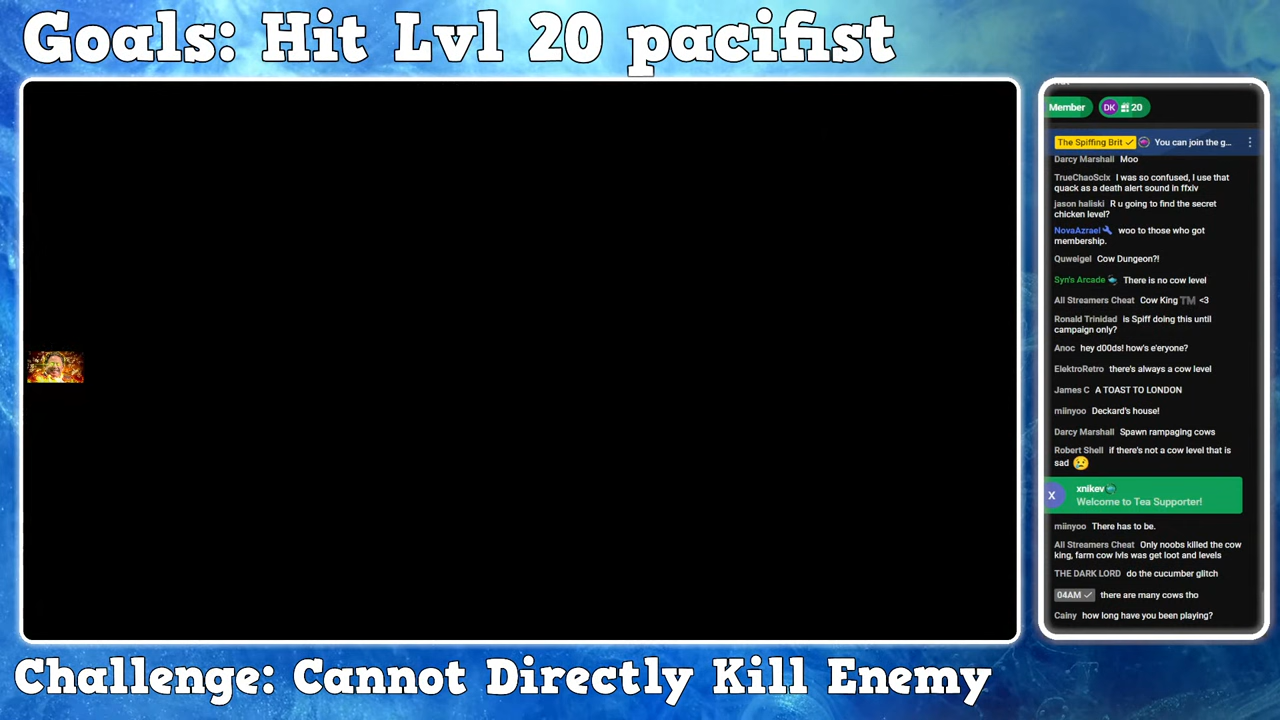 Goals: Hit Lvl 20 pacifist
Member DK 20
The Spiffing Brit You can join the g...
Darcy Marshall Moo
TrueChaoScIx I was so confused, I use that
quack as a death alert sound in ffxiv
jason haliski R u going to find the secret
chicken level?
NovaAzrael woo to those who got
membership.
Quweigel Cow Dungeon?!
Syn's Arcade There is no cow level
All Streamers Cheat Cow King ™️ <3
Ronald Trinidad is Spiff doing this until
campaign only?
Anoc hey d00ds! how's e'eryone?
ElektroRetro there's always a cow level
James C A TOAST TO LONDON
miinyoo Deckard's house!
Darcy Marshall Spawn rampaging cows
Robert Shell if there's not a cow level that is
sad 😢
X xnikev
Welcome to Tea Supporter!
miinyoo There has to be.
All Streamers Cheat Only noobs killed the cow
king, farm cow lvls was get loot and levels
THE DARK LORD do the cucumber glitch
04AM there are many cows tho
Cainy how long have you been playing?
Challenge: Cannot Directly Kill Enemy